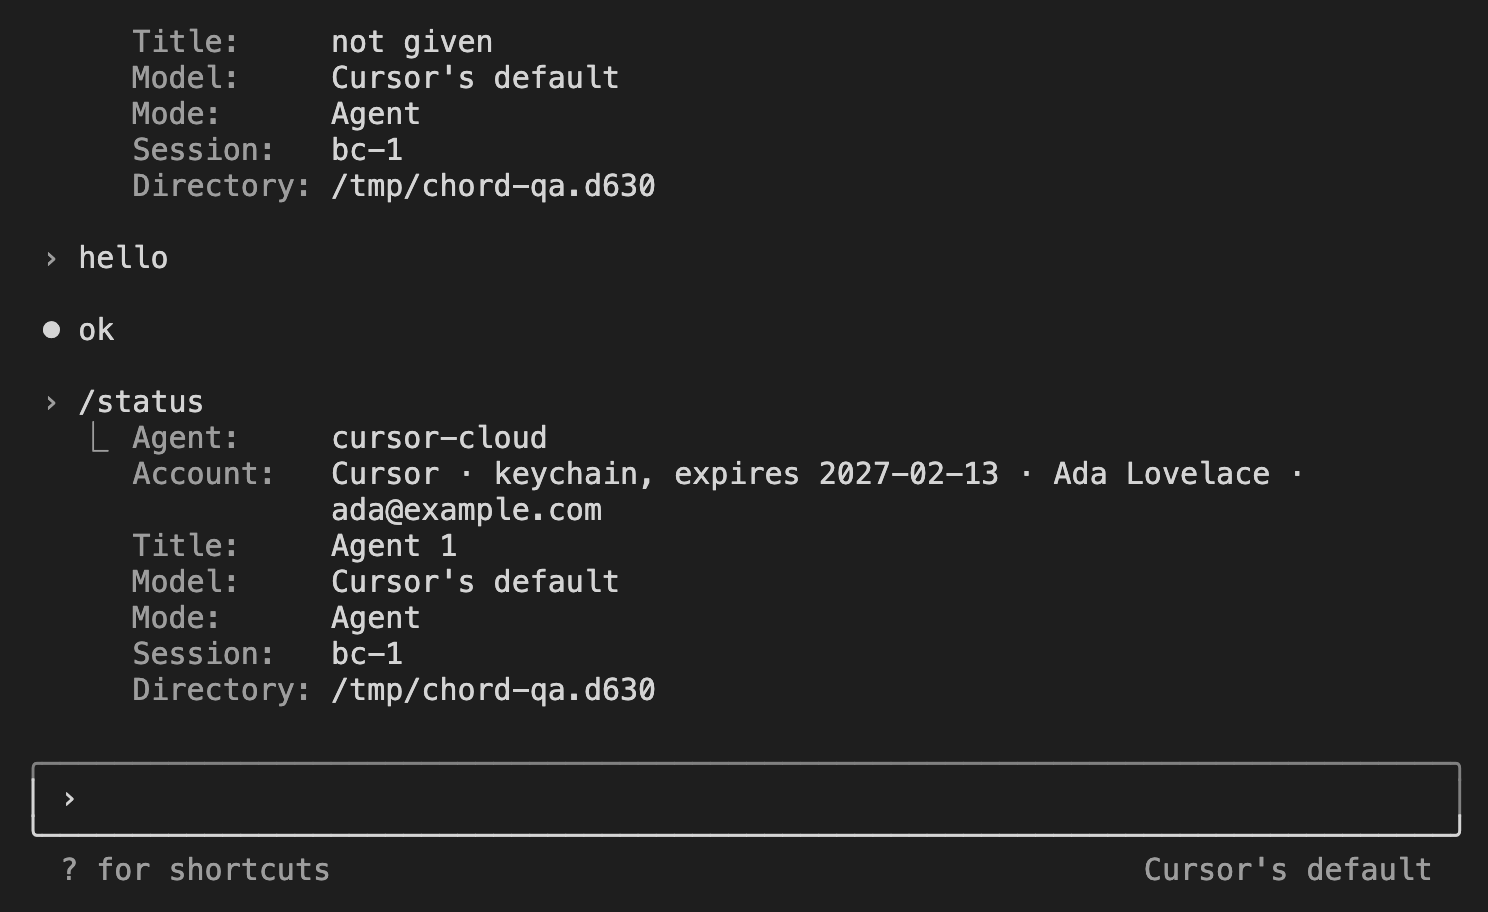 Title: not given
Model: Cursor's default
Mode: Agent
Session: bc-1
Directory: /tmp/chord-qa.d630
› hello
● ok
› /status
⎿ Agent: cursor-cloud
Account: Cursor · keychain, expires 2027-02-13 · Ada Lovelace ·
ada@example.com
Title: Agent 1
Model: Cursor's default
Mode: Agent
Session: bc-1
Directory: /tmp/chord-qa.d630
›
? for shortcuts Cursor's default